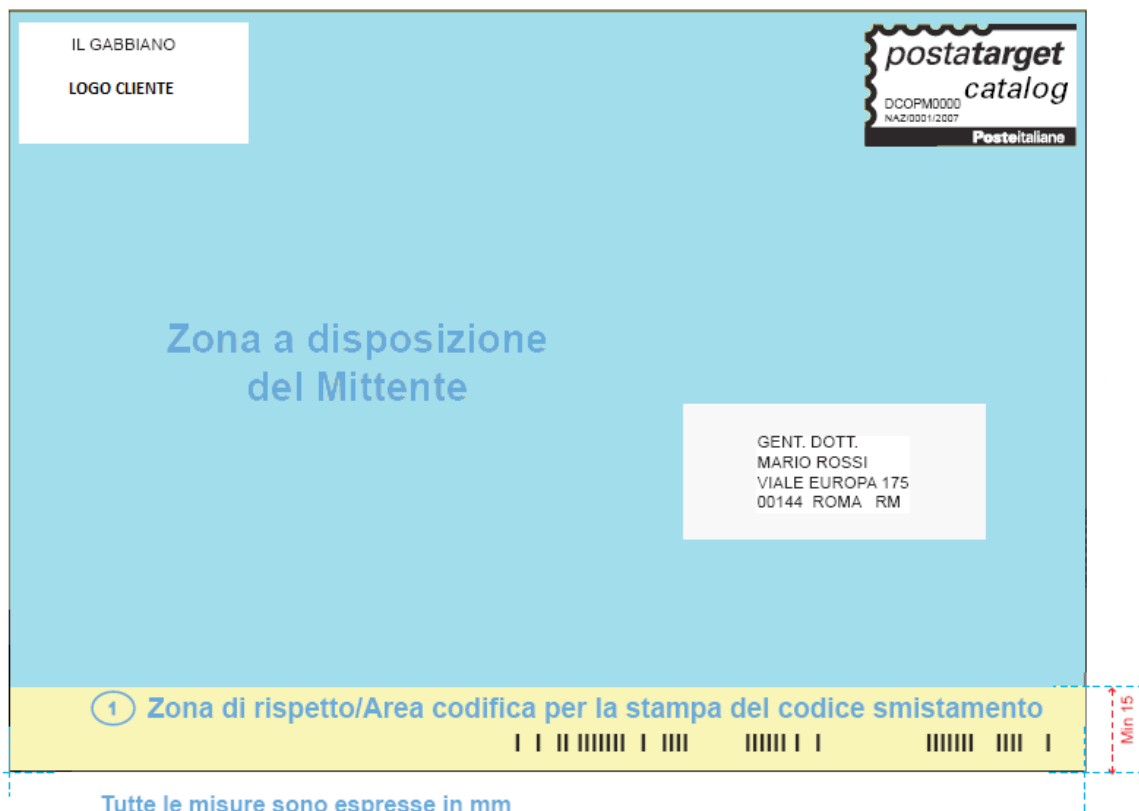 IL GABBIANO
LOGO CLIENTE
postatarget
catalog
DCOPM0000
NAZ/0001/2007
Posteitaliane
Zona a disposizione
del Mittente
GENT. DOTT.
MARIO ROSSI
VIALE EUROPA 175
00144 ROMA RM
1 Zona di rispetto/Area codifica per la stampa del codice smistamento
Min 15
Tutte le misure sono espresse in mm